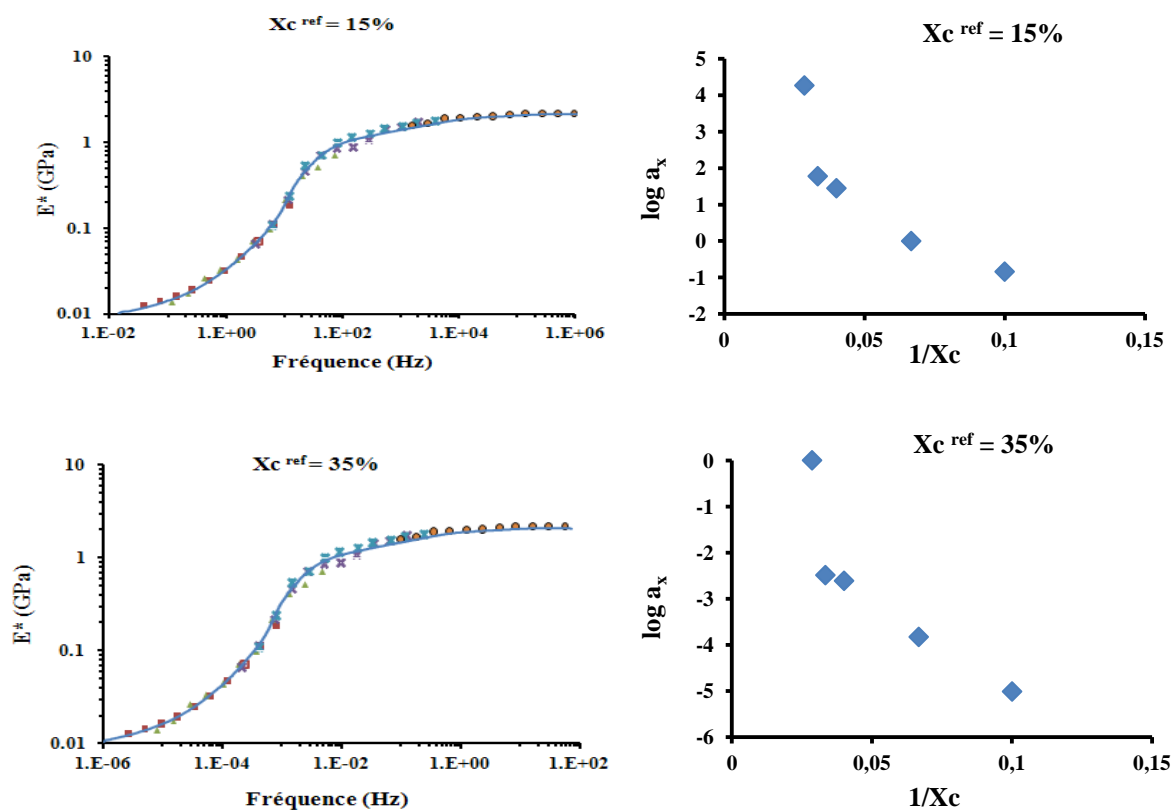 Xc ref = 15%
10
1
0.1
0.01
E* (GPa)
1.E-02 1.E+00 1.E+02 1.E+04 1.E+06
Fréquence (Hz)
Xc ref = 15%
5
4
3
2
1
0
-1
-2
log ax
0 0,05 0,1 0,15
1/Xc
Xc ref = 35%
10
1
0.1
0.01
E* (GPa)
1.E-06 1.E-04 1.E-02 1.E+00 1.E+02
Fréquence (Hz)
Xc ref = 35%
0
-1
-2
-3
-4
-5
-6
log ax
0 0,05 0,1 0,15
1/Xc